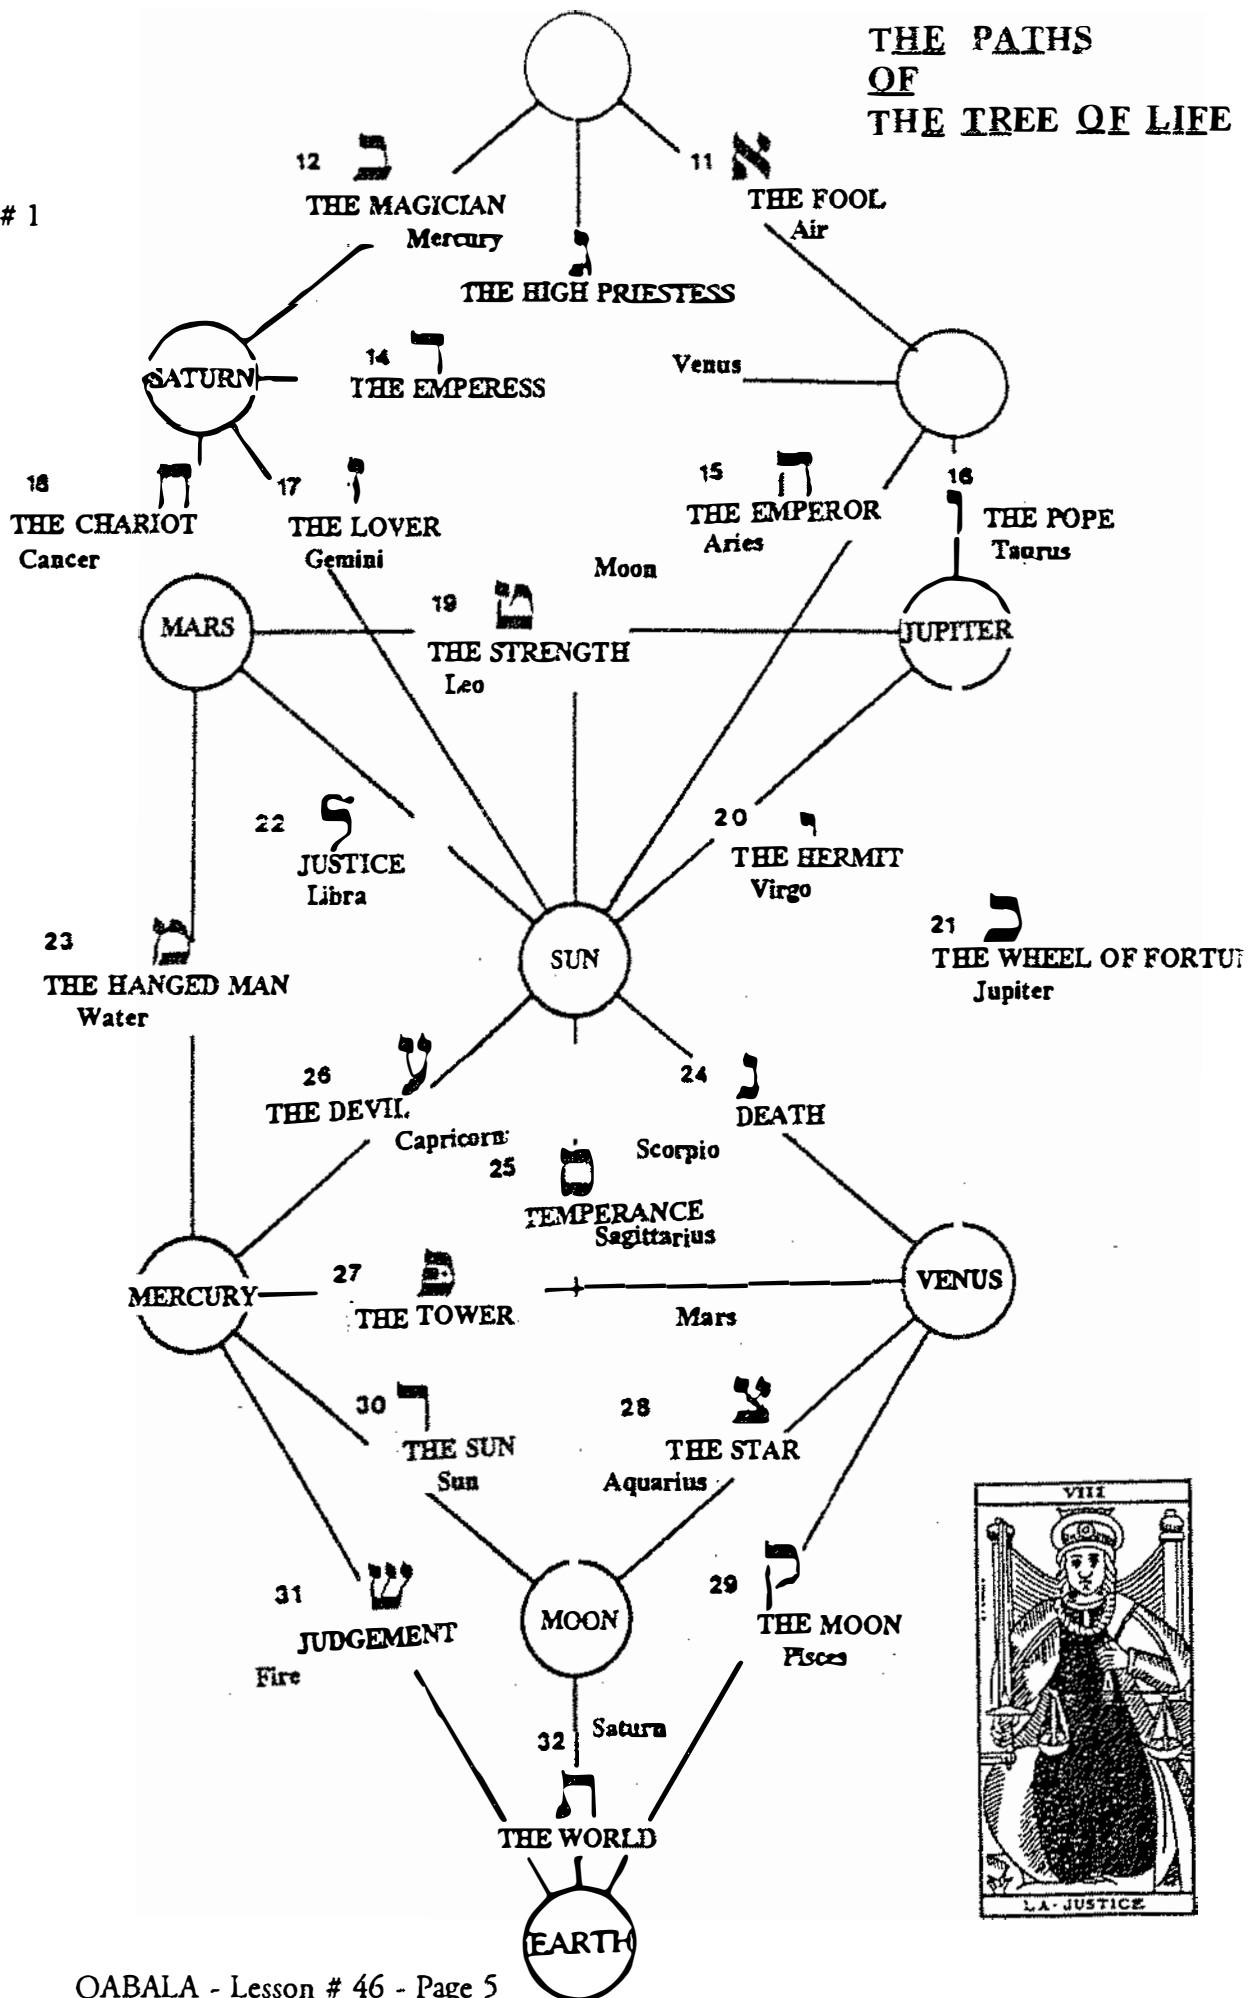 THE PATHS
OF
THE TREE OF LIFE
12 ב
11 א
THE MAGICIAN
THE FOOL
# 1
Mercury
Air
ג
THE HIGH PRIESTESS
14 ד
Venus
SATURN
THE EMPERESS
18 ח
17 ו
15 ה
16 ו
THE CHARIOT
THE LOVER
THE EMPEROR
THE POPE
Cancer
Gemini
Aries
Taurus
Moon
19 ט
MARS
JUPITER
THE STRENGTH
Leo
22 ל
20 י
JUSTICE
THE HERMIT
Libra
Virgo
21 כ
23 מ
SUN
THE WHEEL OF FORTU
THE HANGED MAN
Jupiter
Water
26 ע
24 נ
THE DEVIL
DEATH
Capricorn
Scorpio
25 ס
TEMPERANCE
Sagittarius
27 פ
MERCURY
VENUS
THE TOWER
Mars
30 ר
28 צ
THE SUN
THE STAR
Sun
Aquarius
VIII
31 ש
29 ק
JUDGEMENT
MOON
THE MOON
Fire
Pisces
32
Saturn
ת
THE WORLD
LA·JUSTICE
EARTH
QABALA - Lesson # 46 - Page 5